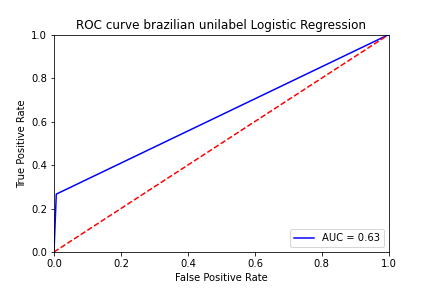 ROC curve brazilian unilabel Logistic Regression
True Positive Rate
1.0
0.8
0.6
0.4
0.2
0.0
0.0 0.2 0.4 0.6 0.8 1.0
False Positive Rate
AUC = 0.63